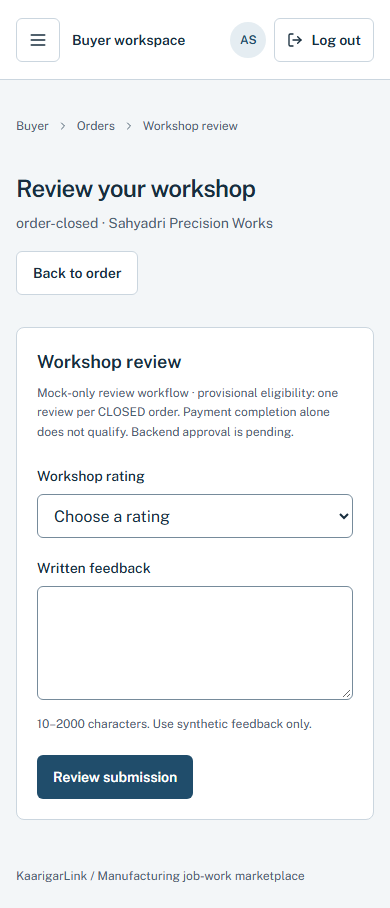 Buyer workspace
AS
Log out
Buyer > Orders > Workshop review
Review your workshop
order-closed · Sahyadri Precision Works
Back to order
Workshop review
Mock-only review workflow · provisional eligibility: one
review per CLOSED order. Payment completion alone
does not qualify. Backend approval is pending.
Workshop rating
Choose a rating
Written feedback
10–2000 characters. Use synthetic feedback only.
Review submission
KaarigarLink / Manufacturing job-work marketplace